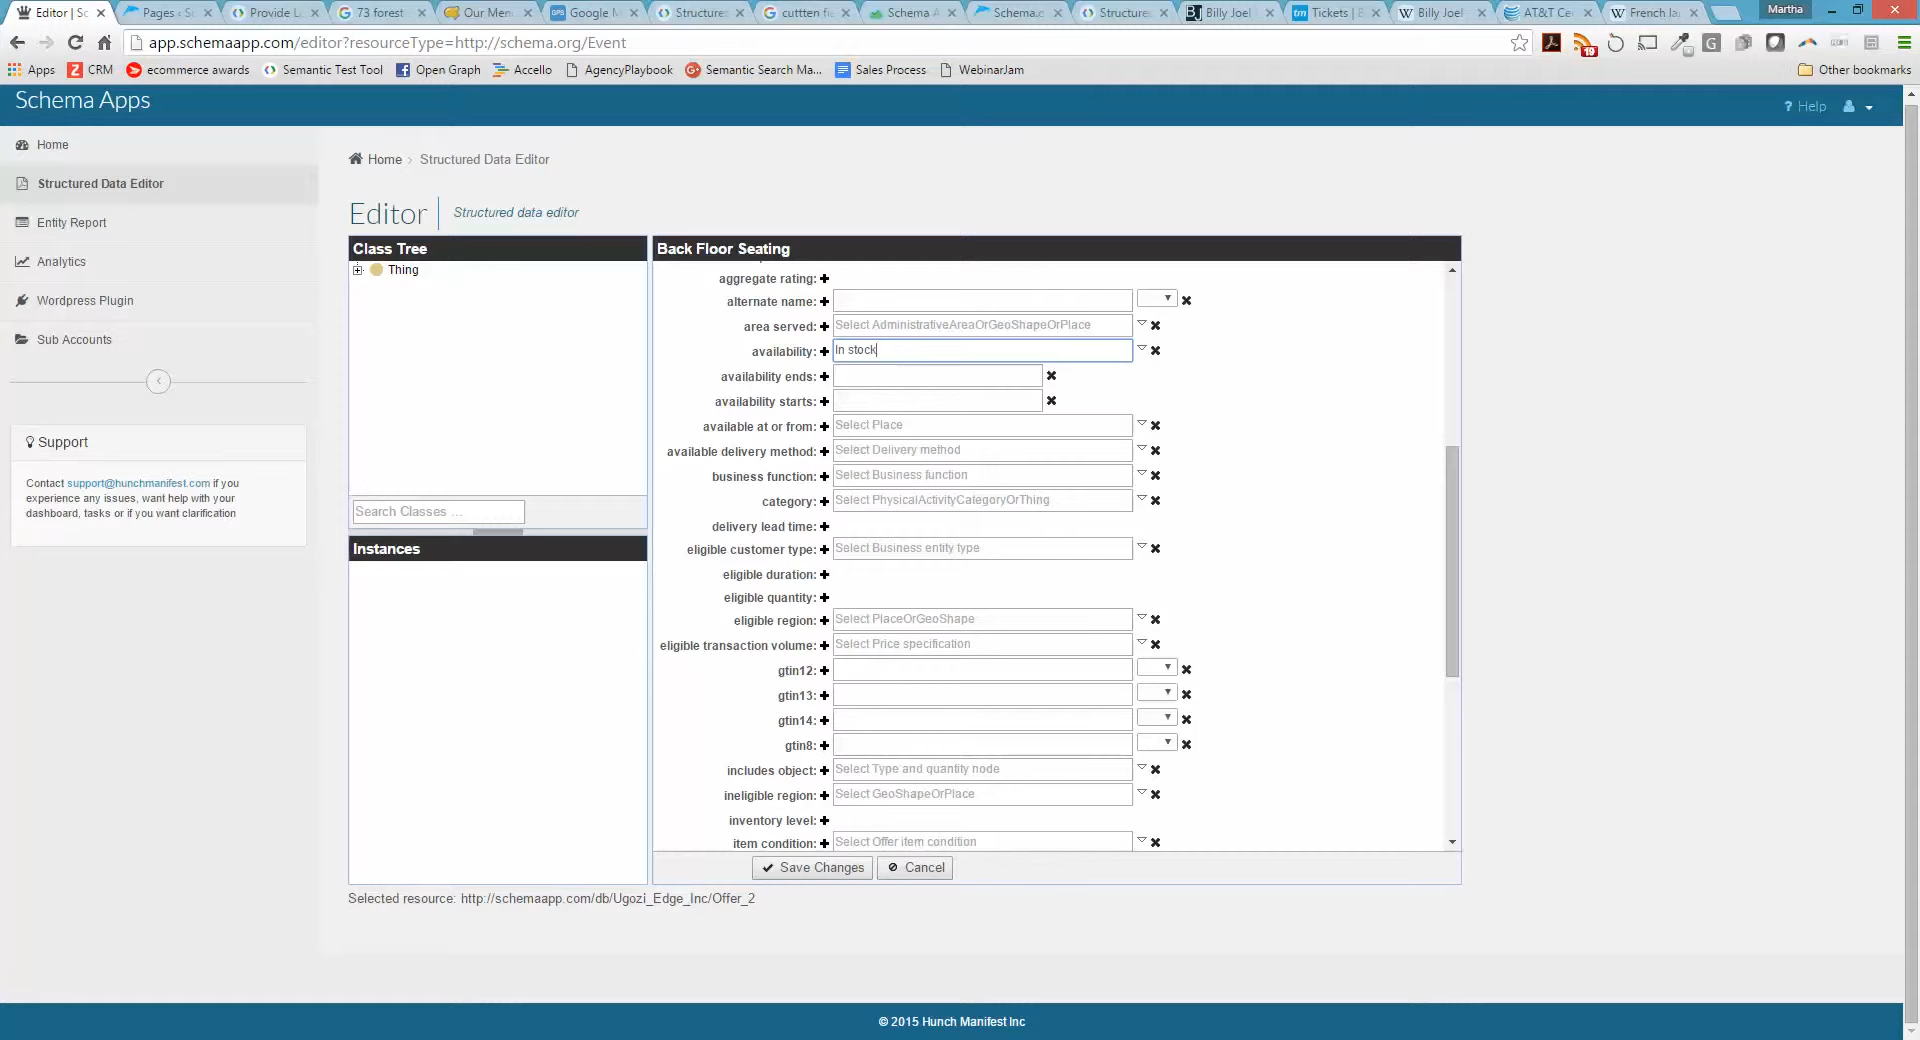 Editor | Sc
Pages ‹ S
Provide L
73 forest
Our Men
Google M
Structure
cuttten fi
Schema A
Schema.c
Structure
Billy Joel
Tickets | B
Billy Joel
AT&T Ce
French Ja
Martha
app.schemaapp.com/editor?resourceType=http://schema.org/Event
19
Apps
CRM
ecommerce awards
Semantic Test Tool
Open Graph
Accello
AgencyPlaybook
Semantic Search Ma...
Sales Process
WebinarJam
Other bookmarks
Schema Apps
? Help
Home
Structured Data Editor
Entity Report
Analytics
Wordpress Plugin
Sub Accounts
Support
Contact support@hunchmanifest.com if you
experience any issues, want help with your
dashboard, tasks or if you want clarification
Home › Structured Data Editor
Editor
Structured data editor
Class Tree
Thing
Search Classes ...
Instances
Back Floor Seating
aggregate rating:
alternate name:
area served: Select AdministrativeAreaOrGeoShapeOrPlace
availability: In stock
availability ends:
availability starts:
available at or from: Select Place
available delivery method: Select Delivery method
business function: Select Business function
category: Select PhysicalActivityCategoryOrThing
delivery lead time:
eligible customer type: Select Business entity type
eligible duration:
eligible quantity:
eligible region: Select PlaceOrGeoShape
eligible transaction volume: Select Price specification
gtin12:
gtin13:
gtin14:
gtin8:
includes object: Select Type and quantity node
ineligible region: Select GeoShapeOrPlace
inventory level:
item condition: Select Offer item condition
Save Changes
Cancel
Selected resource: http://schemaapp.com/db/Ugozi_Edge_Inc/Offer_2
© 2015 Hunch Manifest Inc